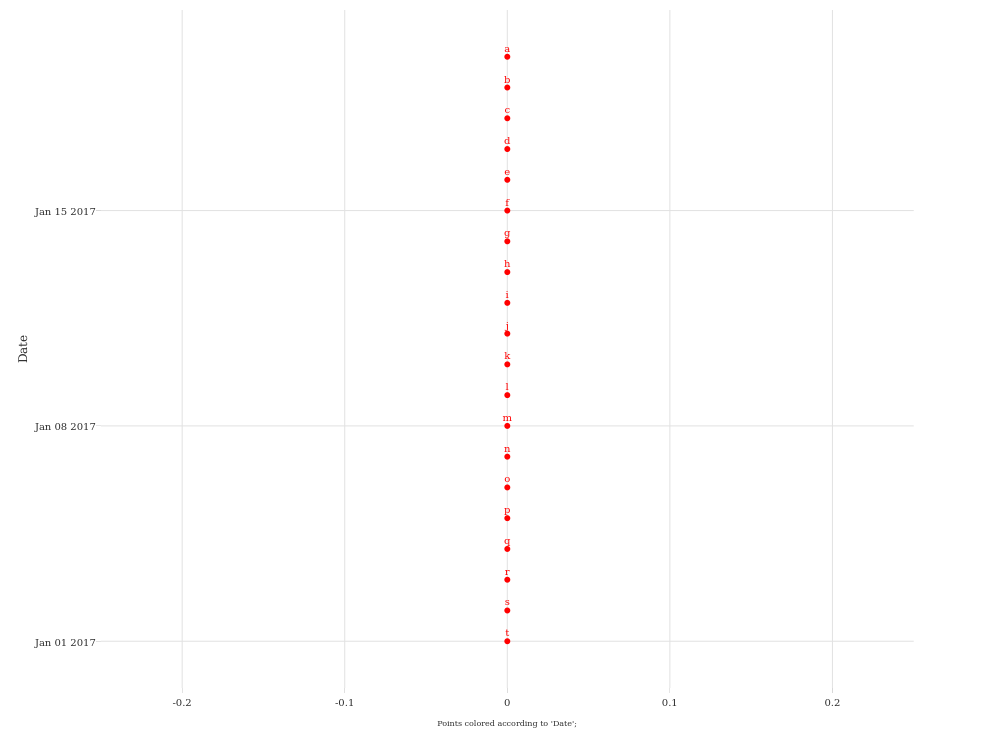 a
b
c
d
e
Jan 15 2017
f
g
h
i
j
Date
k
l
Jan 08 2017
m
n
o
p
q
r
s
Jan 01 2017
t
-0.2 -0.1 0 0.1 0.2
Points colored according to 'Date';